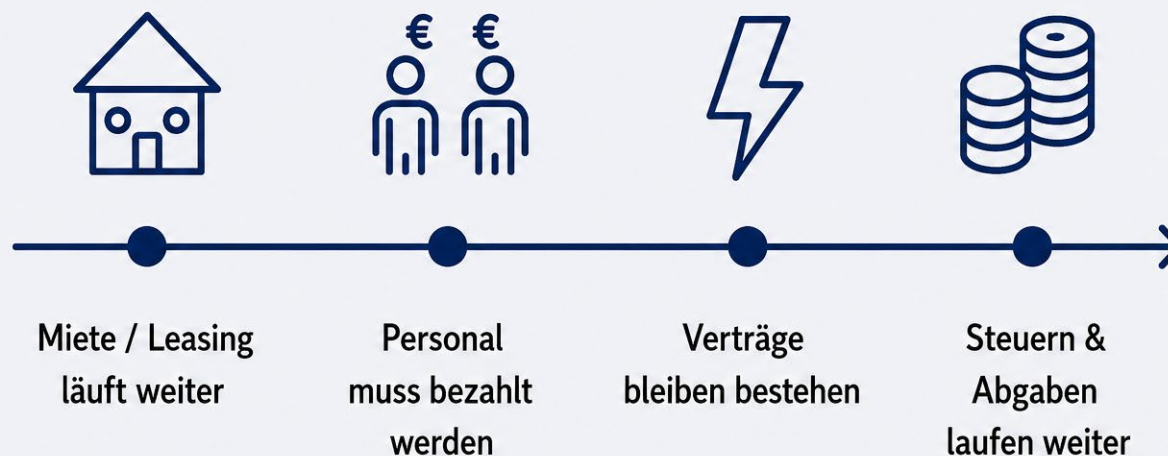 € €
Miete / Leasing
läuft weiter
Personal
muss bezahlt
werden
Verträge
bleiben bestehen
Steuern &
Abgaben
laufen weiter